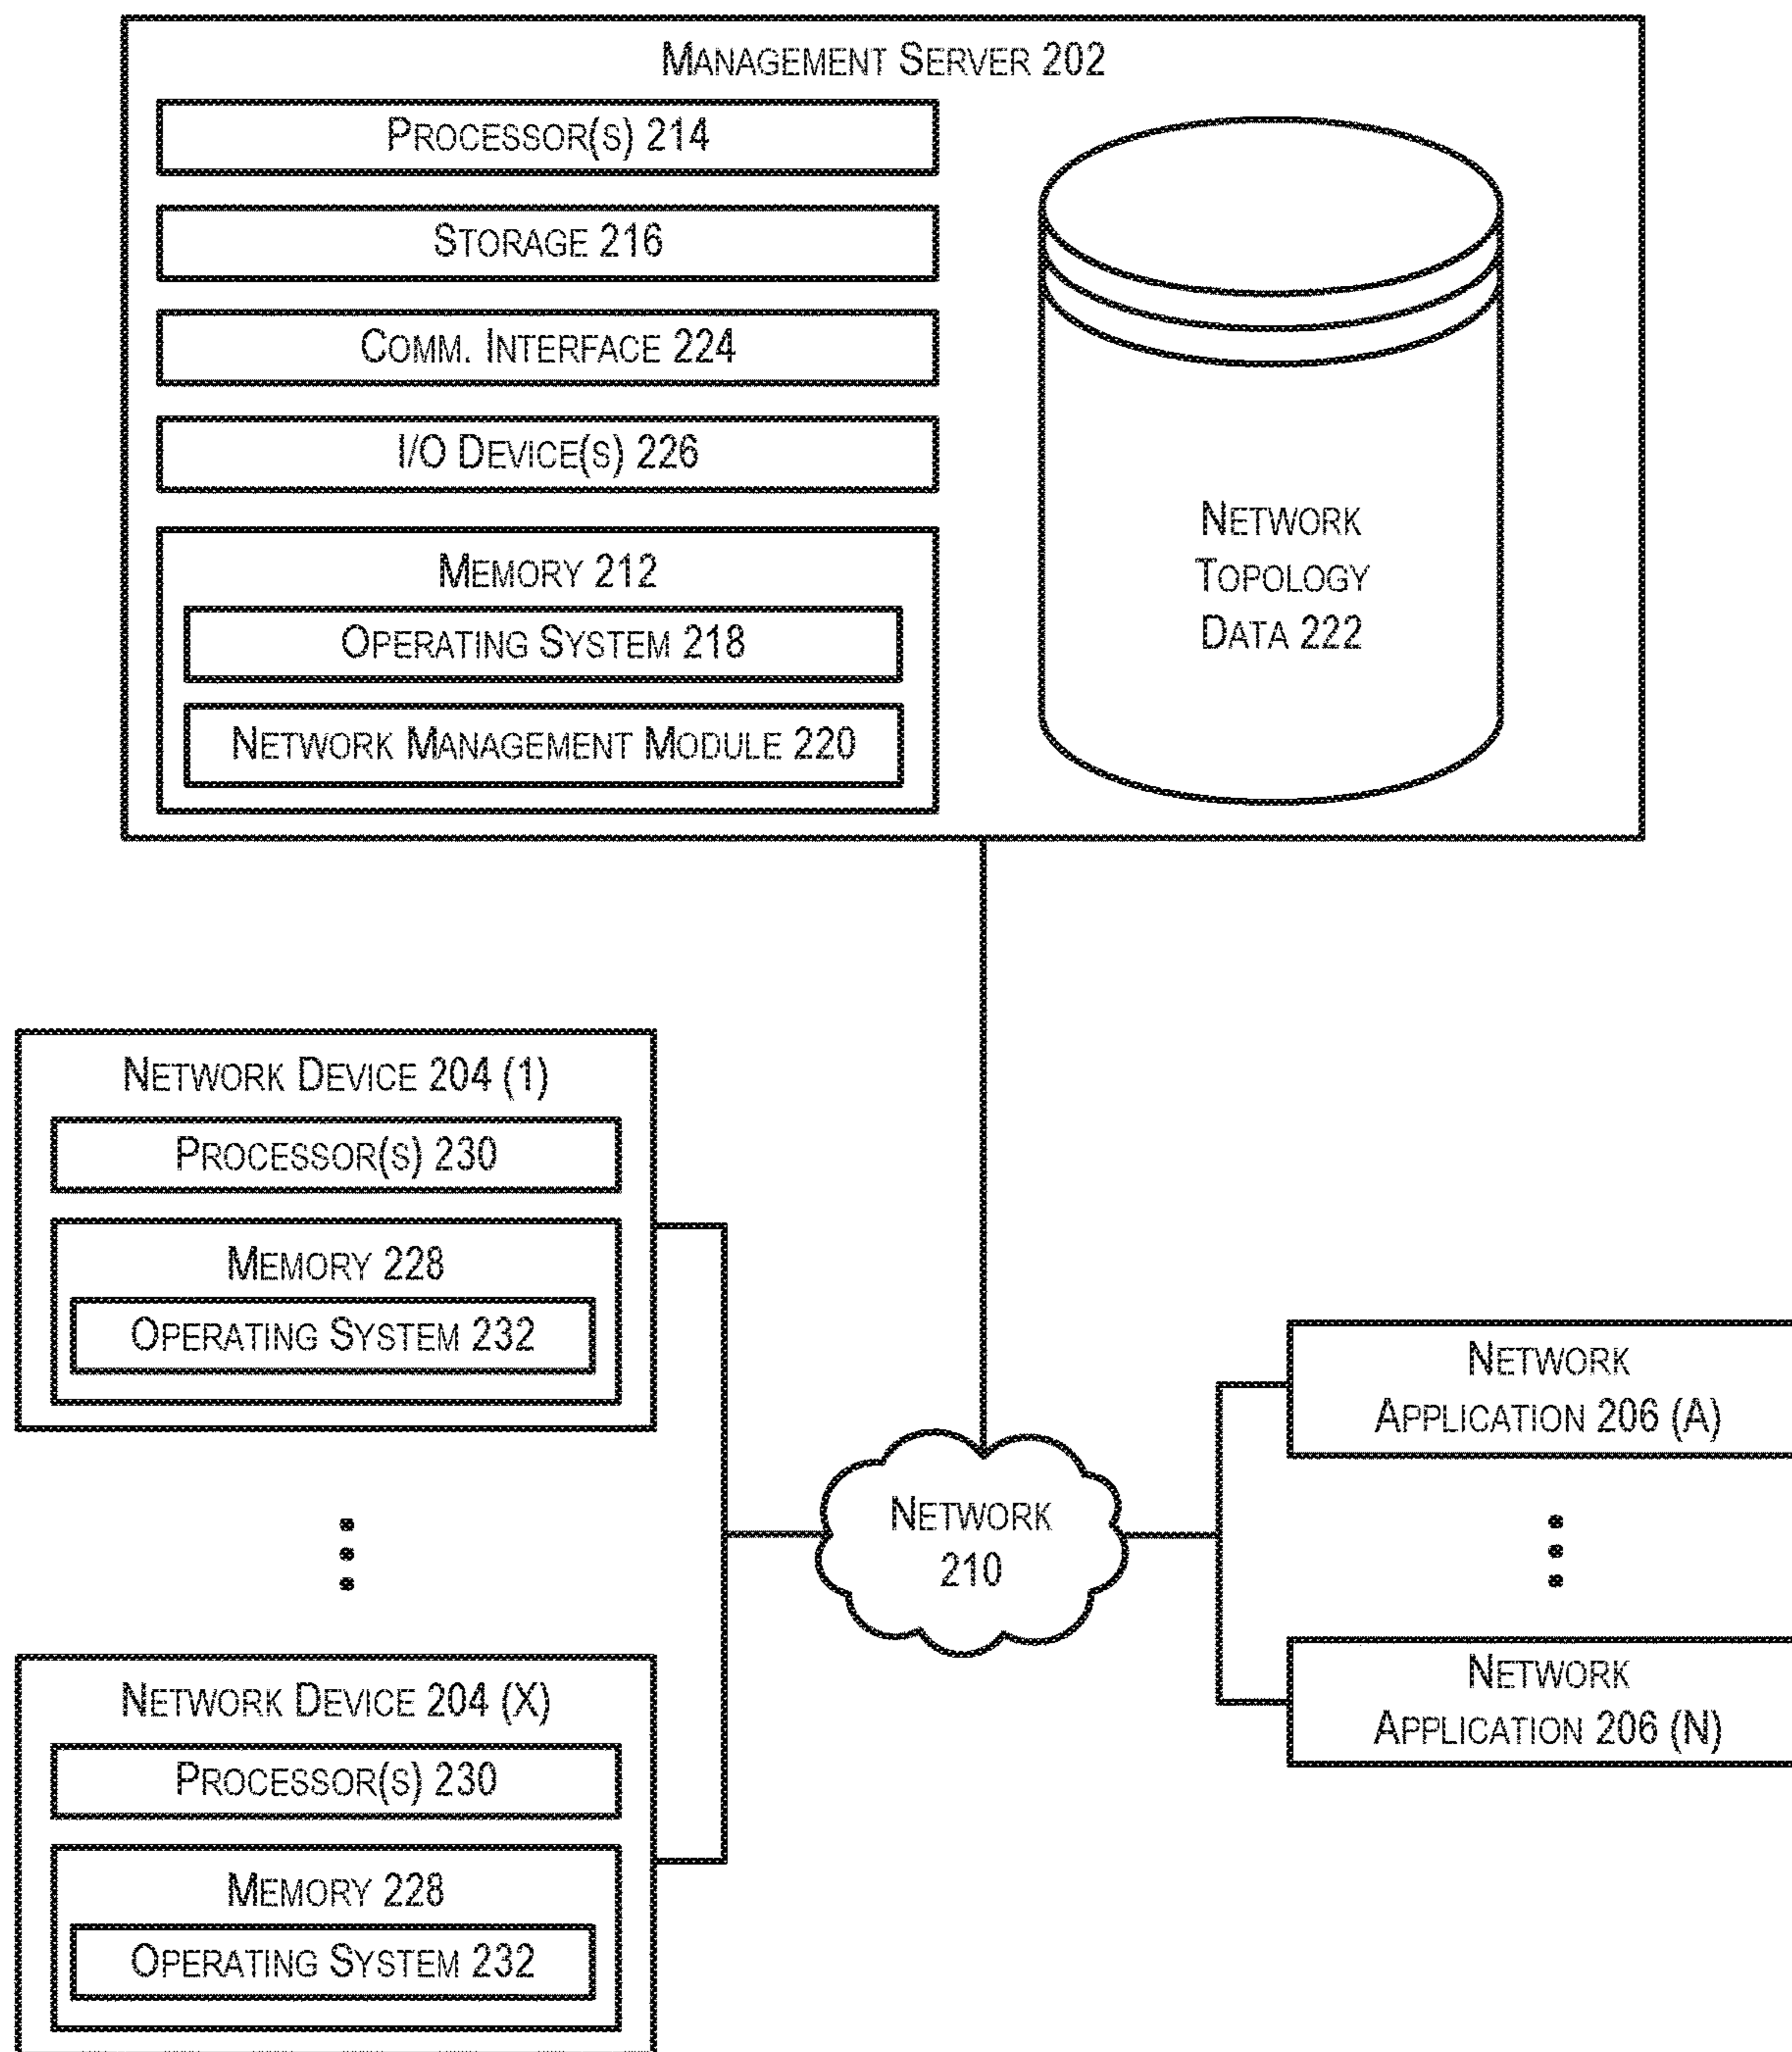 MANAGEMENT SERVER 202
PROCESSOR(S) 214
STORAGE 216
COMM. INTERFACE 224
I/O DEVICE(S) 226
MEMORY 212
OPERATING SYSTEM 218
NETWORK MANAGEMENT MODULE 220
NETWORK
TOPOLOGY
DATA 222
NETWORK DEVICE 204 (1)
PROCESSOR(S) 230
MEMORY 228
OPERATING SYSTEM 232
NETWORK DEVICE 204 (X)
PROCESSOR(S) 230
MEMORY 228
OPERATING SYSTEM 232
NETWORK
210
NETWORK
APPLICATION 206 (A)
NETWORK
APPLICATION 206 (N)